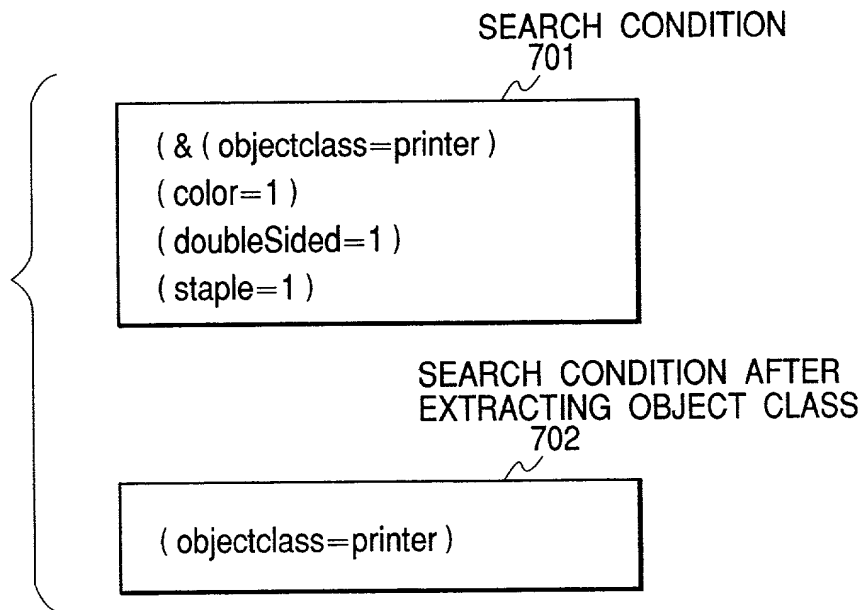 SEARCH CONDITION
701
( & ( objectclass=printer )
( color=1 )
( doubleSided=1 )
( staple=1 )
SEARCH CONDITION AFTER
EXTRACTING OBJECT CLASS
702
( objectclass=printer )